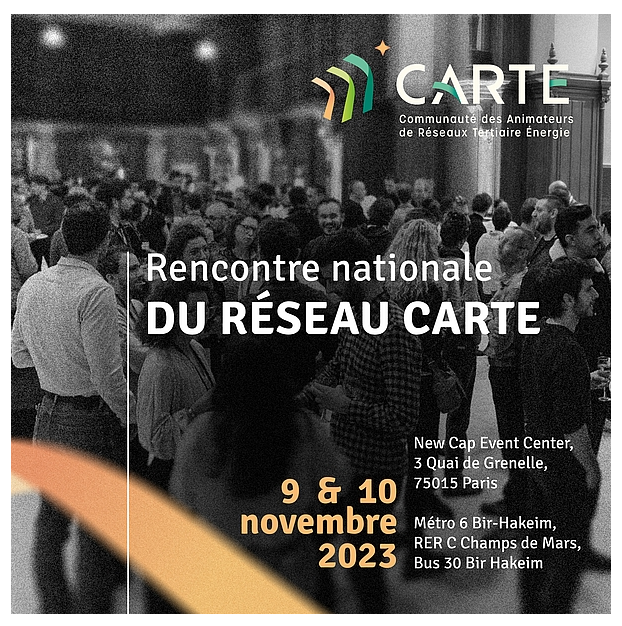 CARTE
Communauté des Animateurs
de Réseaux Tertiaire Énergie
Rencontre nationale
DU RÉSEAU CARTE
New Cap Event Center,
3 Quai de Grenelle,
75015 Paris
9 & 10
novembre
2023
Métro 6 Bir-Hakeim,
RER C Champs de Mars,
Bus 30 Bir Hakeim